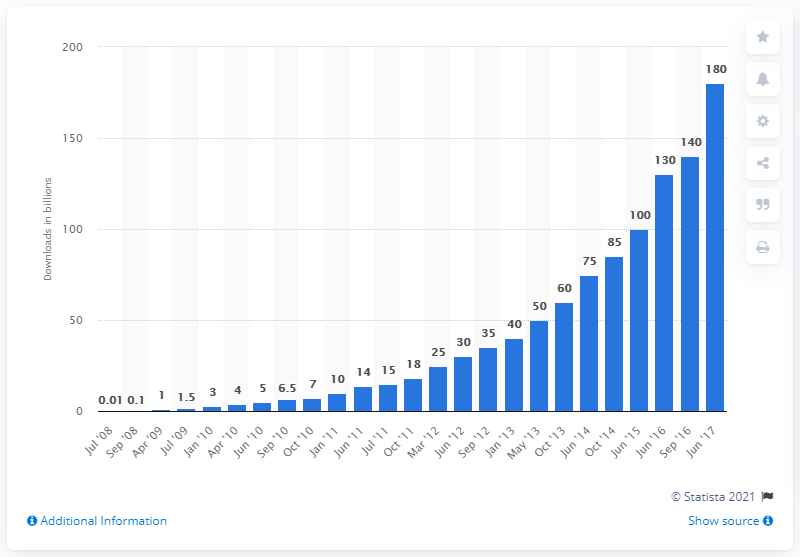 200
150
100
50
0
Downloads in billions
0.01 0.1 1 1.5 3 4 5 6.5 7 10 14 15 18 25 30 35 40 50 60 75 85 100 130 140 180
Jul '08 Sep '08 Apr '09 Jul '09 Jan '10 Apr '10 Jun '10 Sep '10 Oct '10 Jan '11 Jun '11 Jul '11 Oct '11 Mar '12 Jun '12 Sep '12 Jan '13 May '13 Oct '13 Jun '14 Oct '14 Jun '15 Jun '16 Sep '16 Jun '17
© Statista 2021
Additional Information
Show source